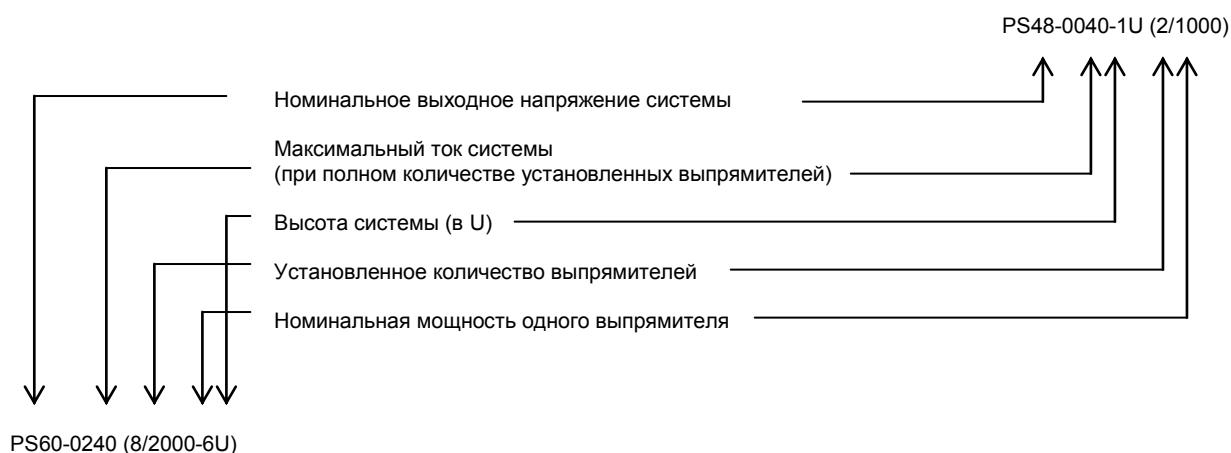 PS48-0040-1U (2/1000)
Номинальное выходное напряжение системы
Максимальный ток системы
(при полном количестве установленных выпрямителей)
Высота системы (в U)
Установленное количество выпрямителей
Номинальная мощность одного выпрямителя
PS60-0240 (8/2000-6U)